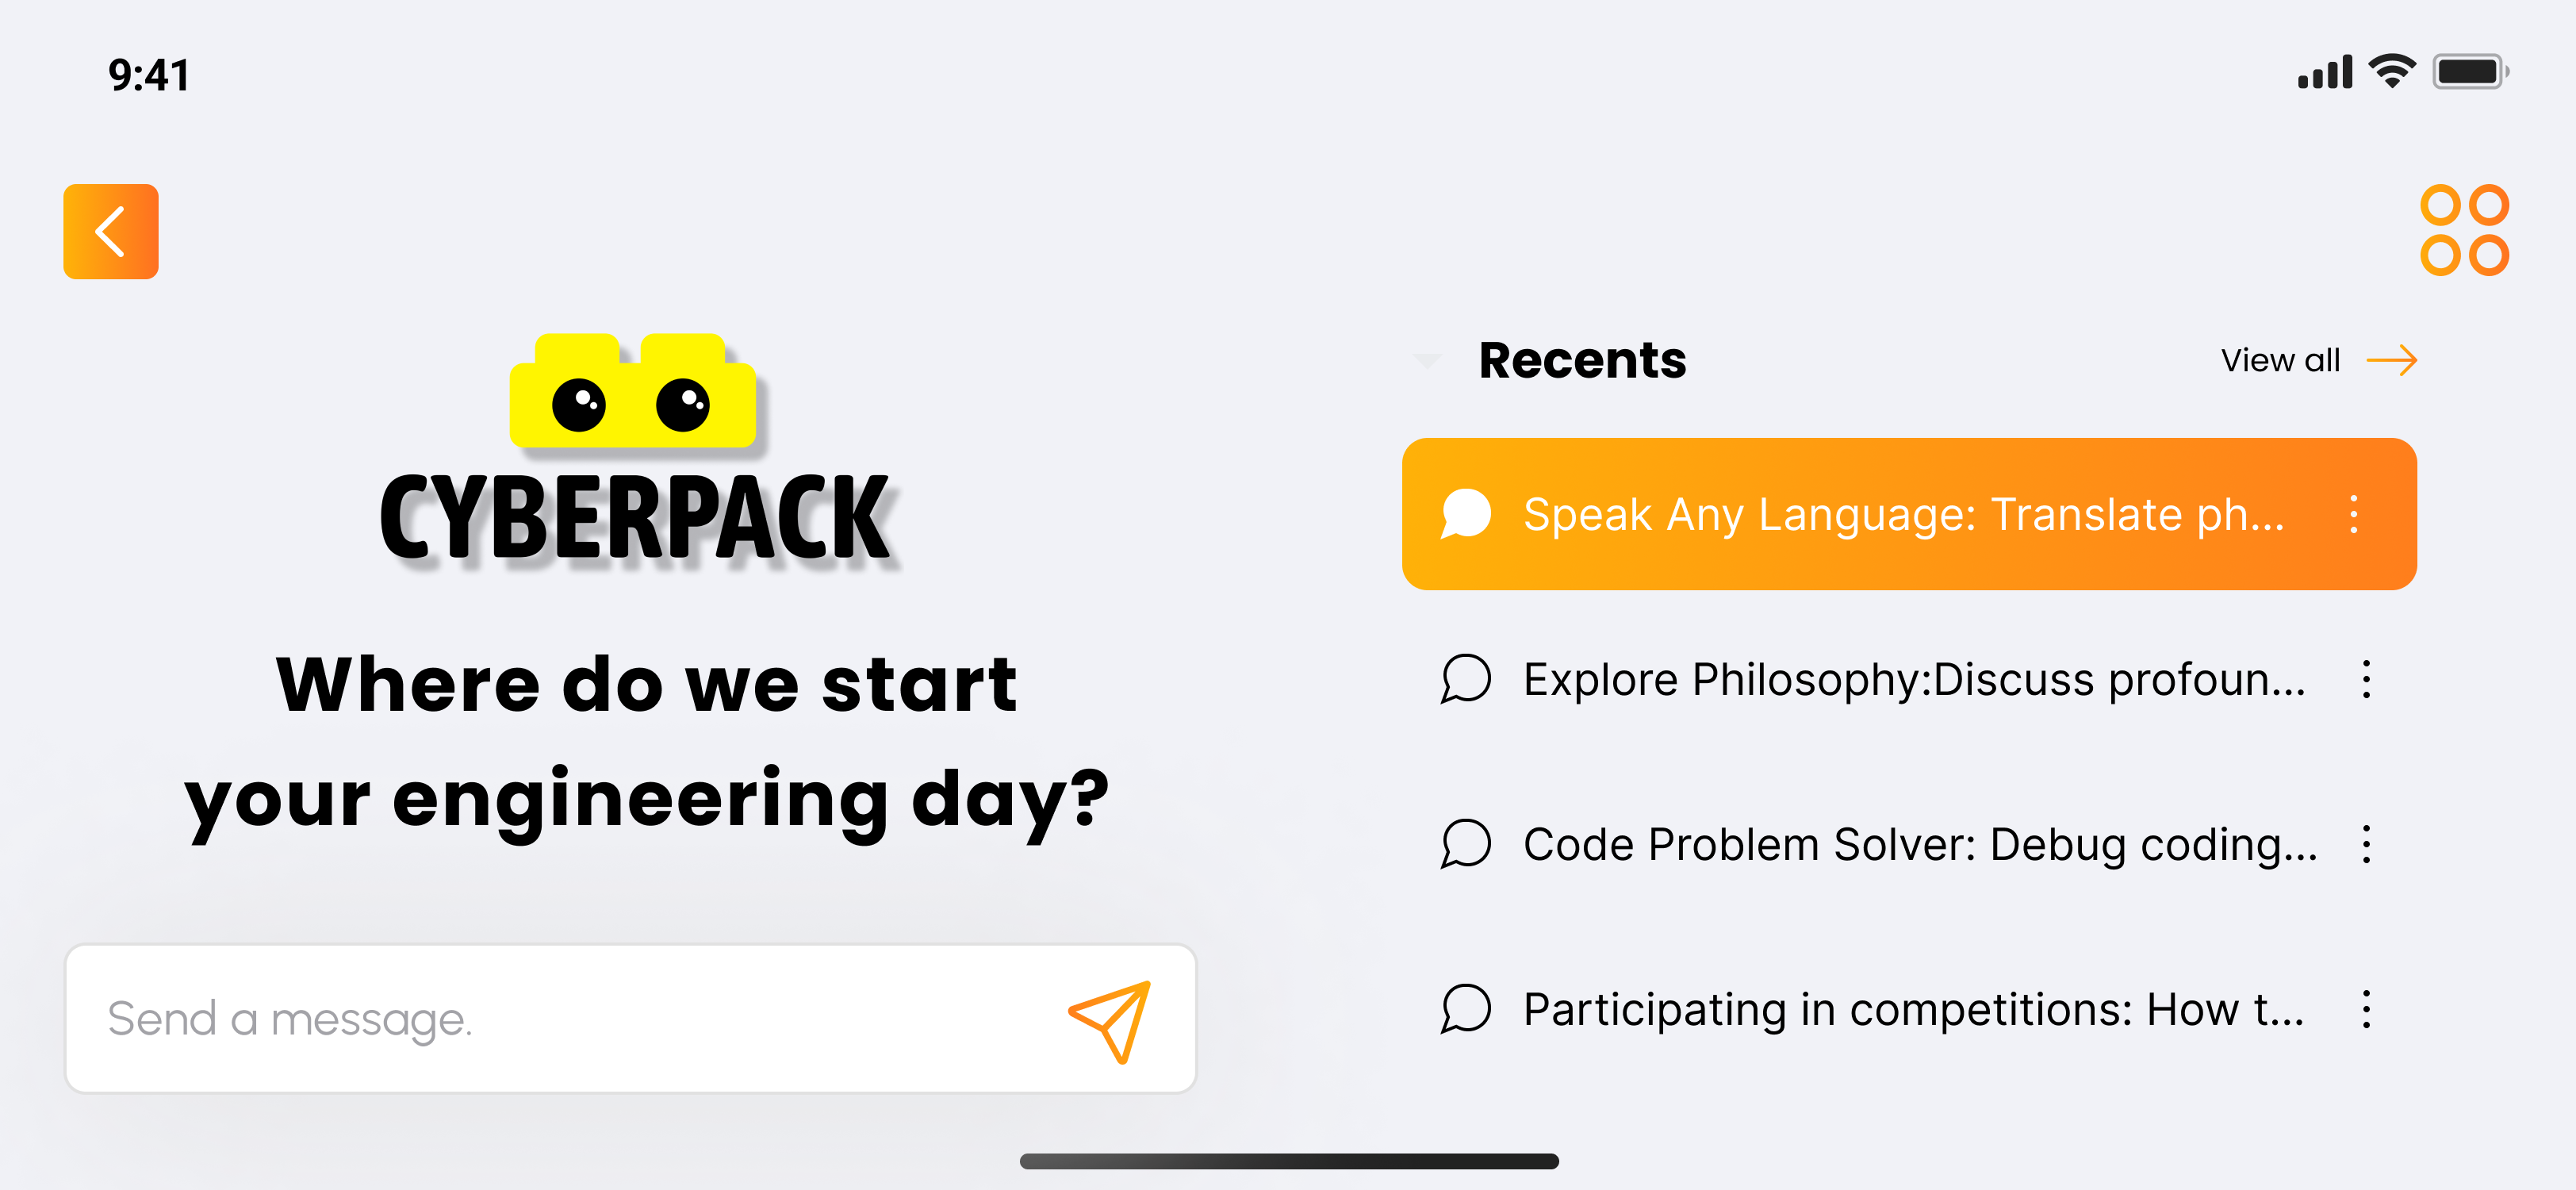 9:41
CYBERPACK
Where do we start
your engineering day?
Send a message.
Recents
View all
Speak Any Language: Translate ph...
Explore Philosophy:Discuss profoun...
Code Problem Solver: Debug coding...
Participating in competitions: How t...